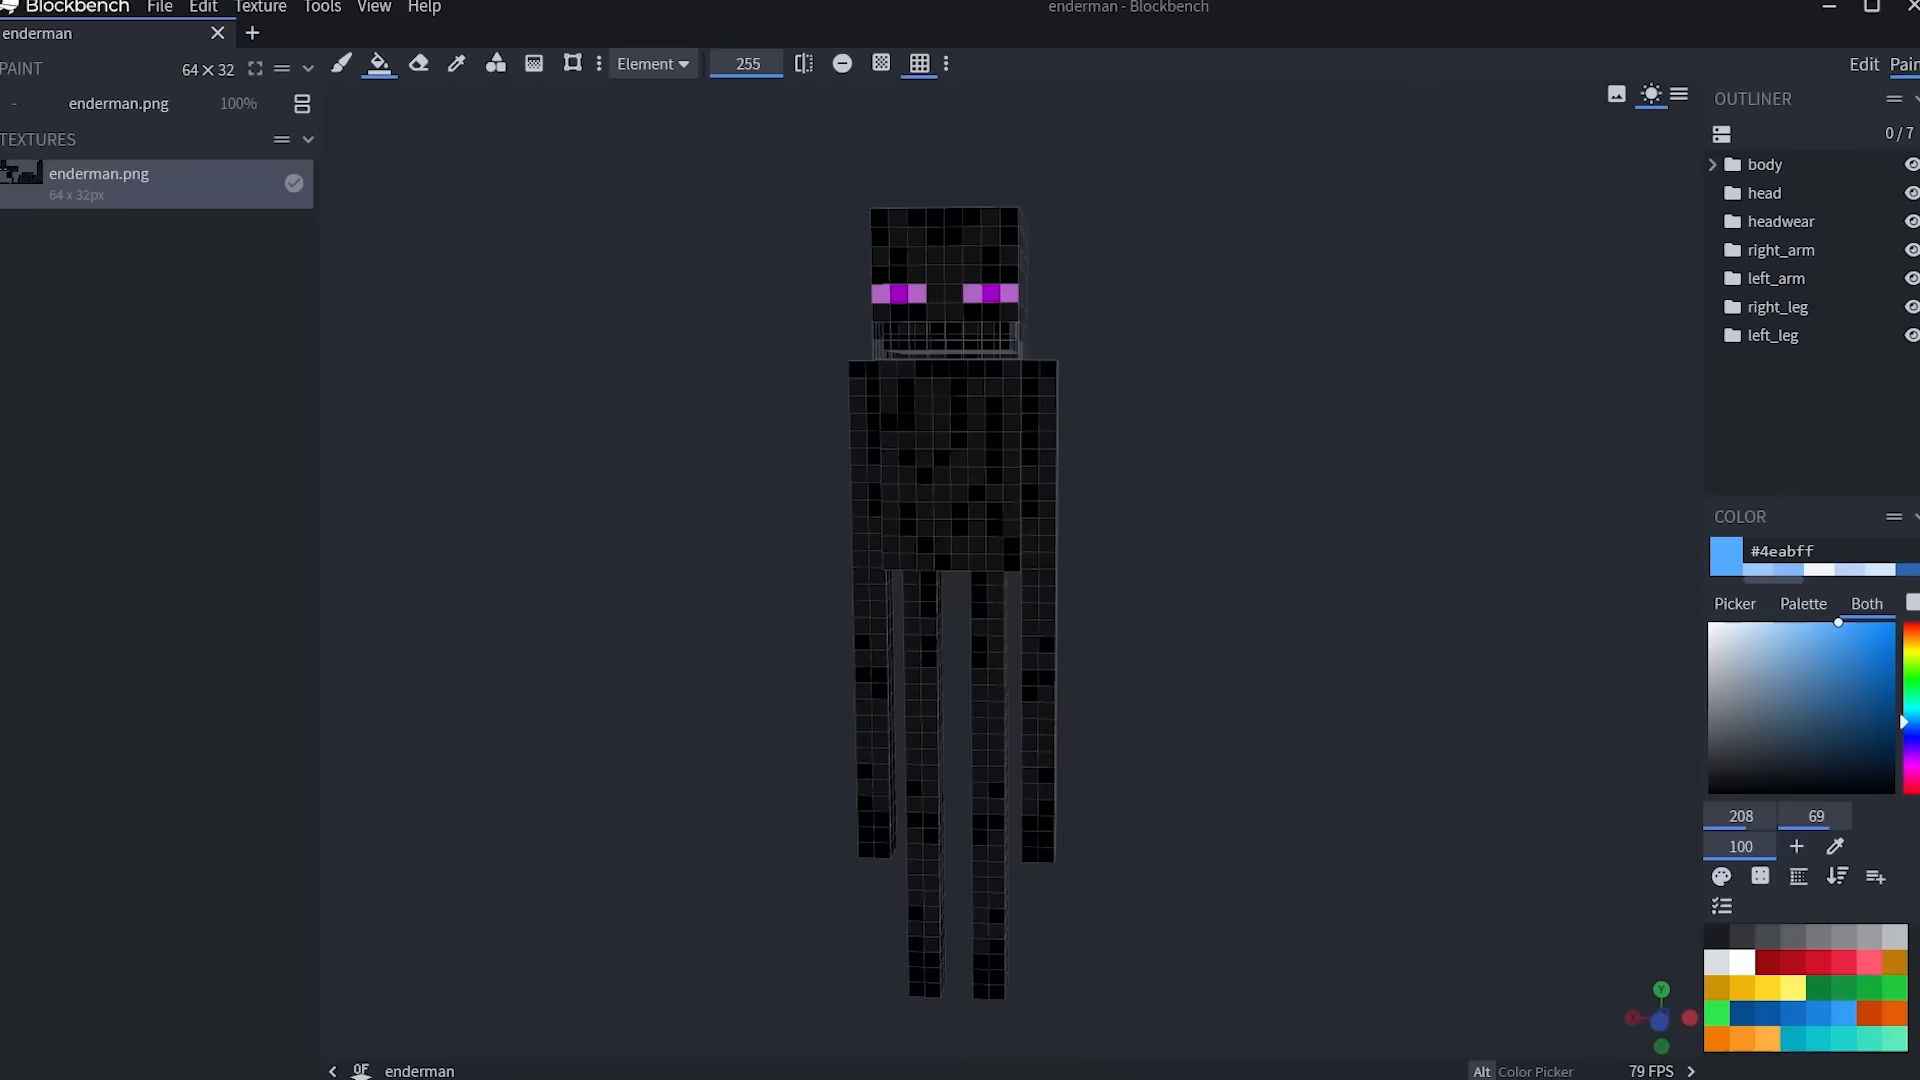 Blockbench File Edit Texture Tools View Help
enderman - Blockbench
enderman
PAINT 64 × 32
Element 255
Edit Pain
- enderman.png 100%
TEXTURES
enderman.png
64 x 32px
OUTLINER
0 / 7
body
head
headwear
right_arm
left_arm
right_leg
left_leg
COLOR
#4eabff
Picker Palette Both
208 69
100
Y
X
enderman
Alt Color Picker 79 FPS